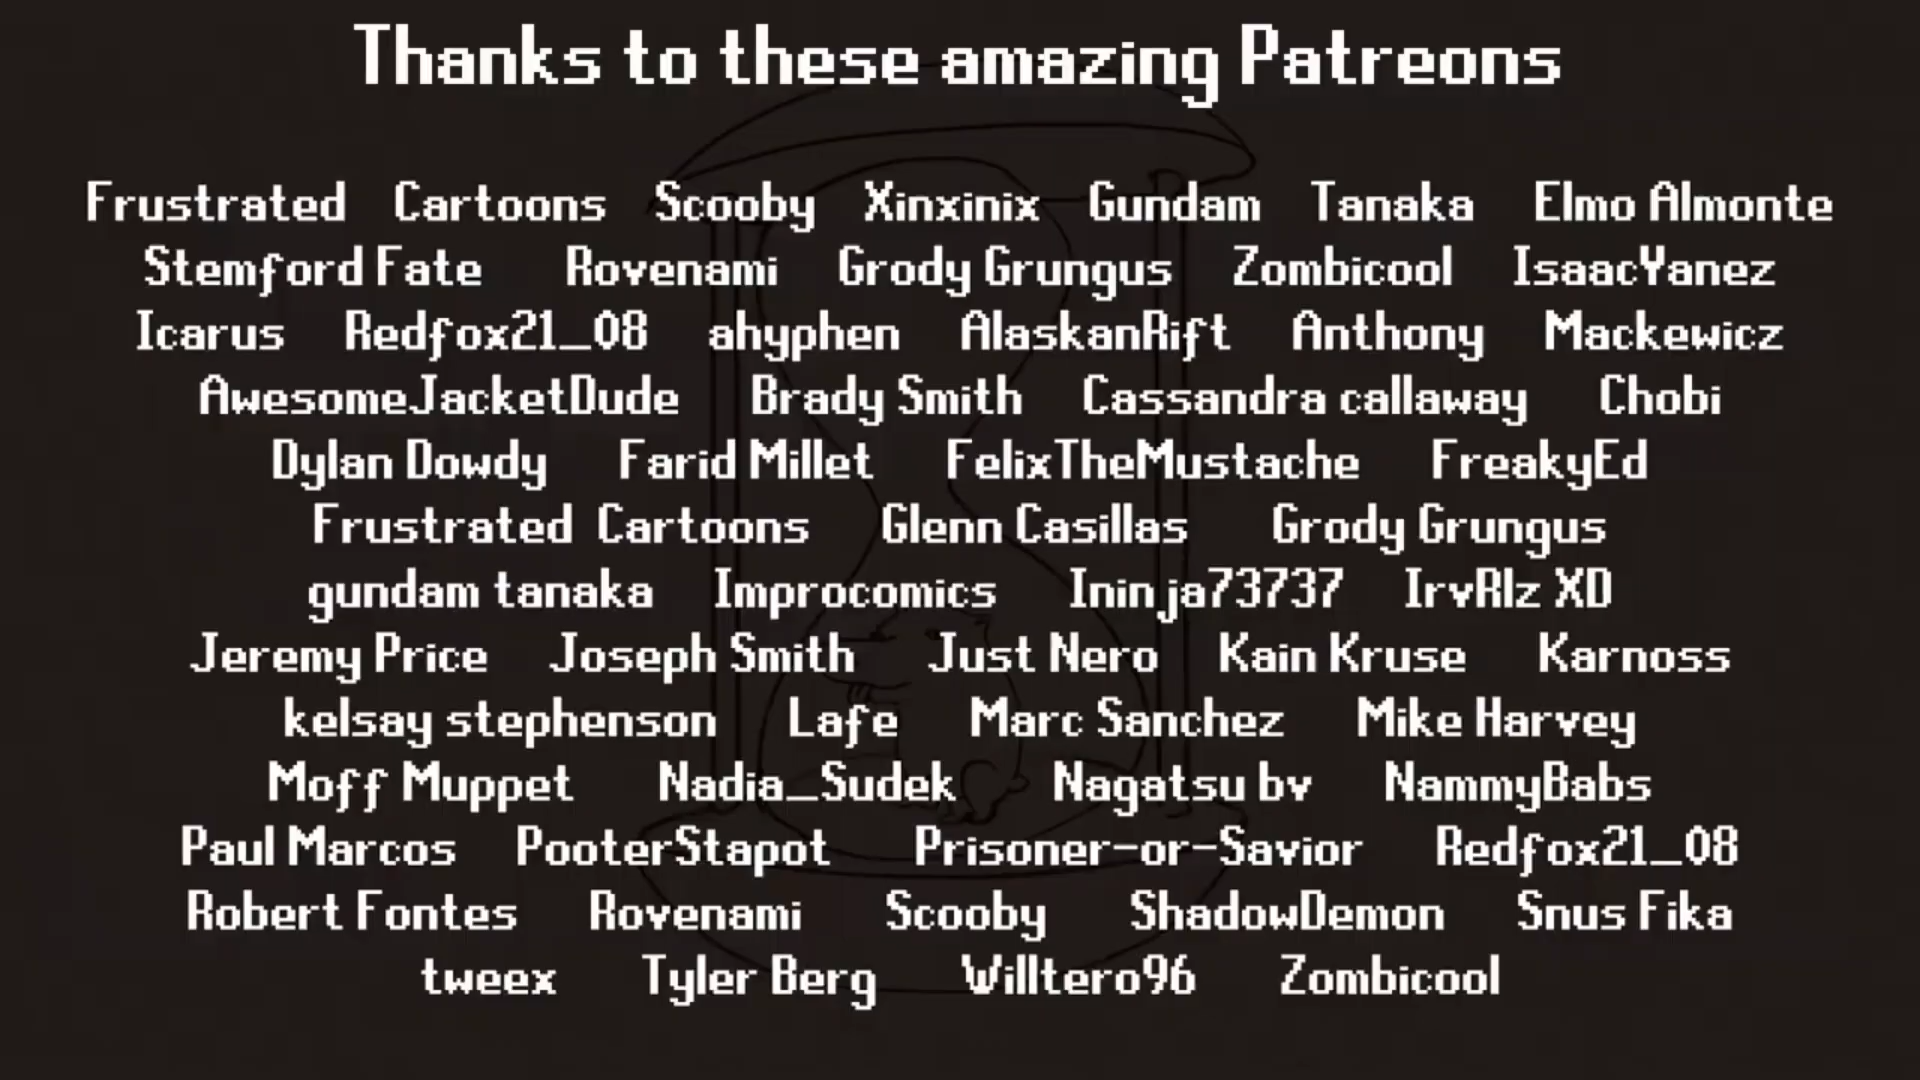 Thanks to these amazing Patreons
Frustrated Cartoons Scooby Xinxinix Gundam Tanaka Elmo Almonte
Stemford Fate Rovenami Grody Grungus Zombicool IsaacYanez
Icarus Redfox21_08 ahyphen AlaskanRift Anthony Mackewicz
AwesomeJacketDude Brady Smith Cassandra callaway Chobi
Dylan Dowdy Farid Millet FelixTheMustache FreakyEd
Frustrated Cartoons Glenn Casillas Grody Grungus
gundam tanaka Improcomics Ininja73737 IrvRlz XD
Jeremy Price Joseph Smith Just Nero Kain Kruse Karnoss
kelsay stephenson Lafe Marc Sanchez Mike Harvey
Moff Muppet Nadia_Sudek Nagatsu bv NammyBabs
Paul Marcos PooterStapot Prisoner-or-Savior Redfox21_08
Robert Fontes Rovenami Scooby ShadowDemon Snus Fika
tweex Tyler Berg Willtero96 Zombicool